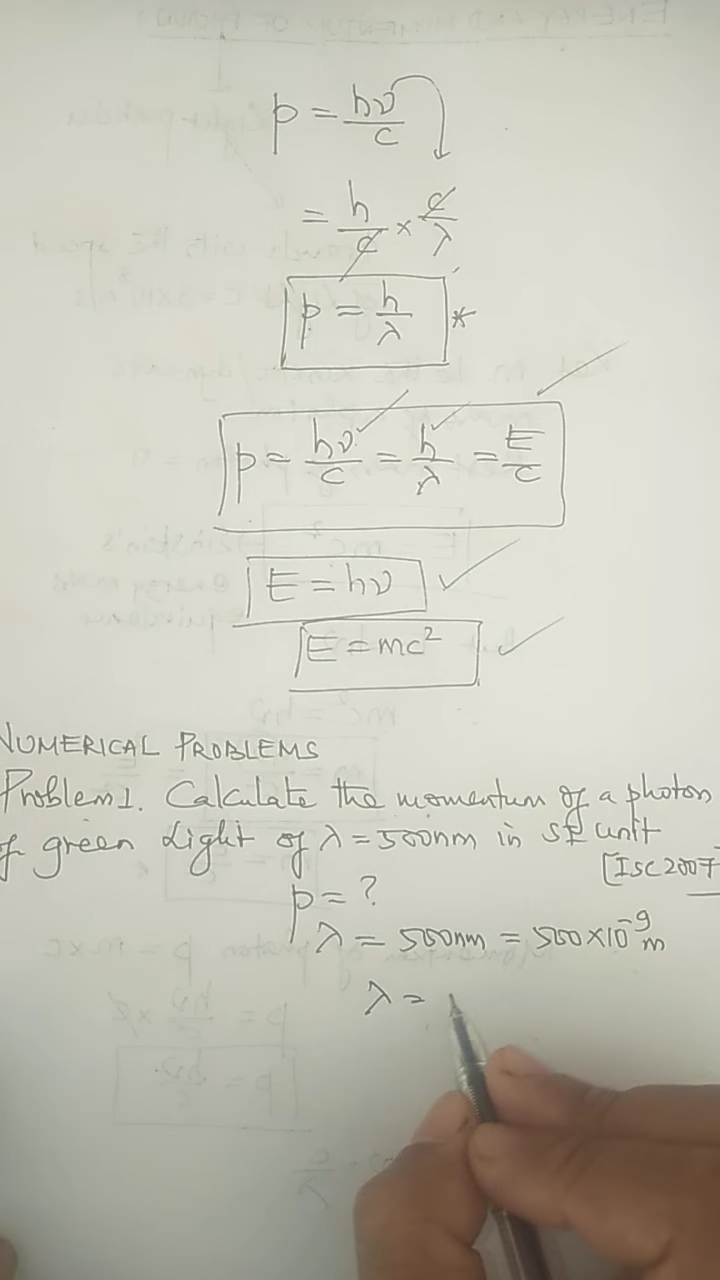 p = hν/c
= h/c × c/λ
p = h/λ *
p = hν/c = h/λ = E/c
E = hν
E = mc²
NUMERICAL PROBLEMS
Problem 1. Calculate the momentum of a photon
of green light of λ = 500nm in SI unit
[ISC 2007
p = ?
λ = 500nm = 500×10⁻⁹ m
λ =